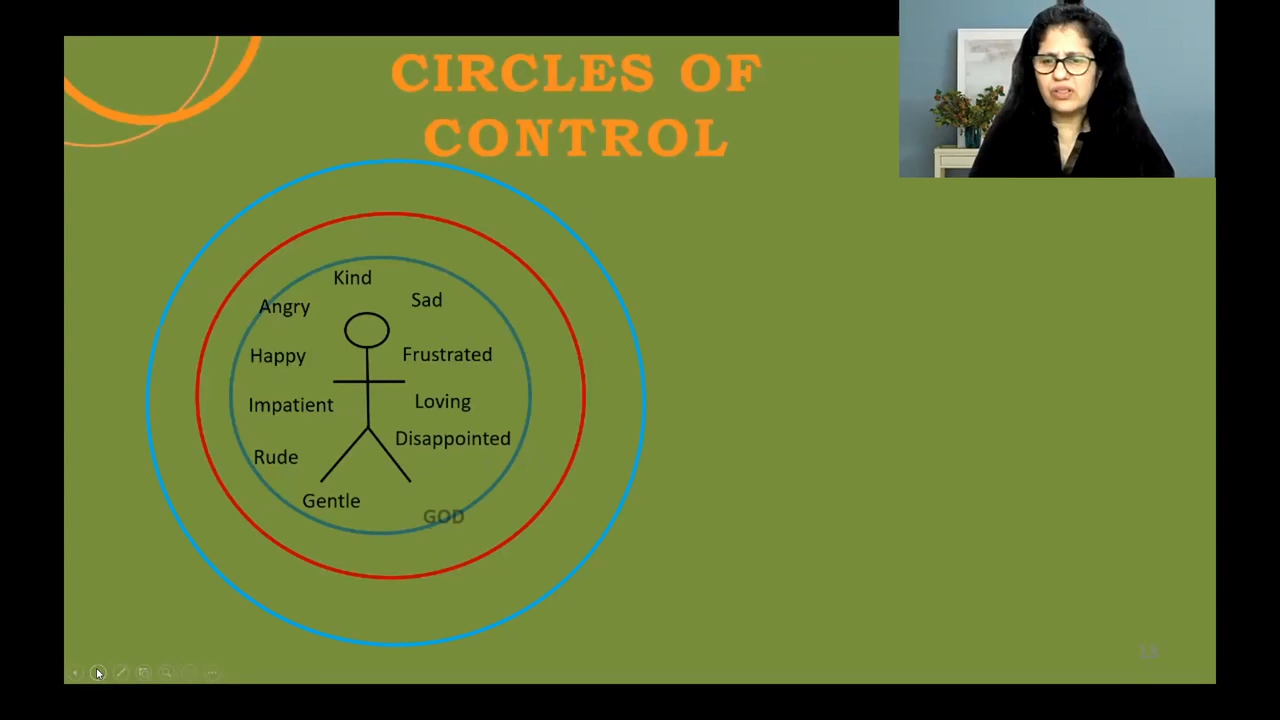 CIRCLES OF
CONTROL
Kind
Angry
Sad
Happy
Frustrated
Impatient
Loving
Disappointed
Rude
Gentle
GOD